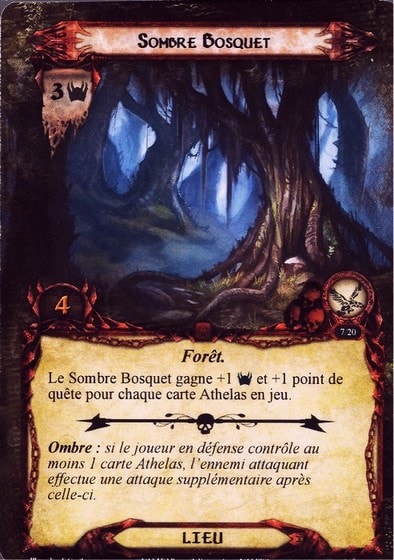 SOMBRE BOSQUET
3
4
7/20
Forêt.
Le Sombre Bosquet gagne +1 et +1 point de
quête pour chaque carte Athelas en jeu.
Ombre : si le joueur en défense contrôle au
moins 1 carte Athelas, l'ennemi attaquant
effectue une attaque supplémentaire après
celle-ci.
LIEU